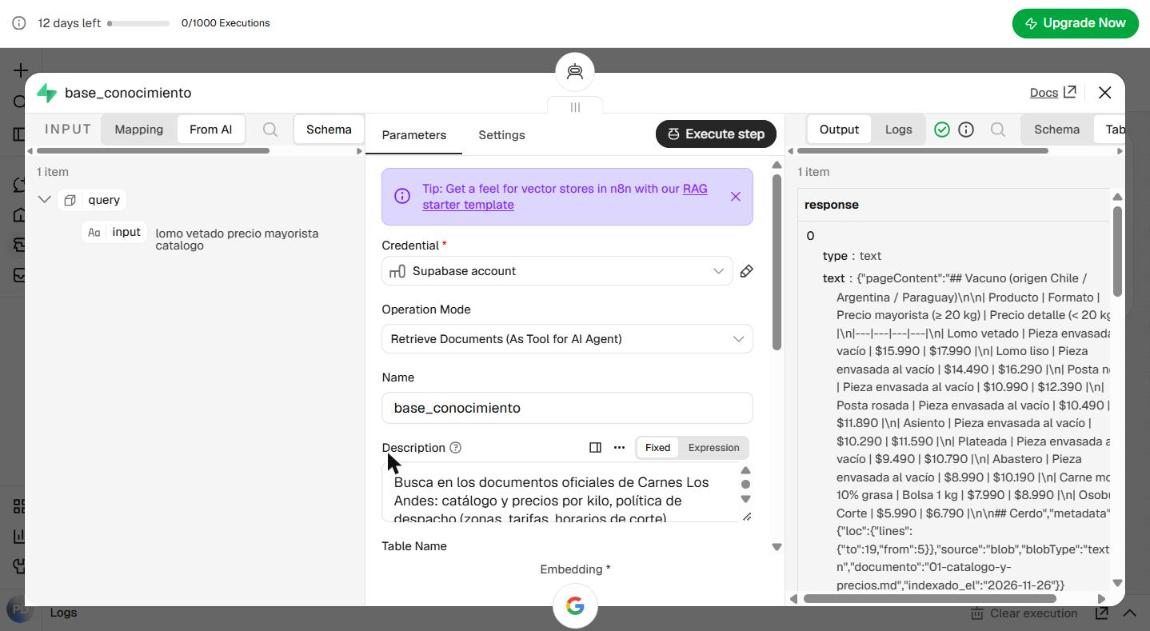 12 days left
0/1000 Executions
Upgrade Now
base_conocimiento
Docs
INPUT
Mapping
From AI
Schema
Parameters
Settings
Execute step
Output
Logs
Schema
1 item
query
input
lomo vetado precio mayorista
catalogo
Tip: Get a feel for vector stores in n8n with our RAG
starter template
Credential *
Supabase account
Operation Mode
Retrieve Documents (As Tool for AI Agent)
Name
base_conocimiento
Description
Fixed
Expression
Busca en los documentos oficiales de Carnes Los
Andes: catálogo y precios por kilo, política de
despacho (zonas, tarifas, horarios de corte)
Table Name
Embedding *
1 item
response
0
type : text
text : {"pageContent":"## Vacuno (origen Chile /
Argentina / Paraguay)\n\n| Producto | Formato |
Precio mayorista (≥ 20 kg) | Precio detalle (< 20 kg
|\n|---|---|---|---|\n| Lomo vetado | Pieza envasada
vacío | $15.990 | $17.990 |\n| Lomo liso | Pieza
envasada al vacío | $14.490 | $16.290 |\n| Posta
| Pieza envasada al vacío | $10.990 | $12.390 |\n|
Posta rosada | Pieza envasada al vacío | $10.490 |
$11.890 |\n| Asiento | Pieza envasada al vacío |
$10.290 | $11.590 |\n| Plateada | Pieza envasada a
vacío | $9.490 | $10.790 |\n| Abastero | Pieza
envasada al vacío | $8.990 | $10.190 |\n| Carne
10% grasa | Bolsa 1 kg | $7.990 | $8.990 |\n|
Corte | $5.990 | $6.790 |\n\n## Cerdo","metadata"
{"loc":{"lines":
{"to":19,"from":5}},"source":"blob","blobType":"text
n","documento":"01-catalogo-y-
precios.md","indexado_el":"2026-11-26"}}
Logs
Clear execution